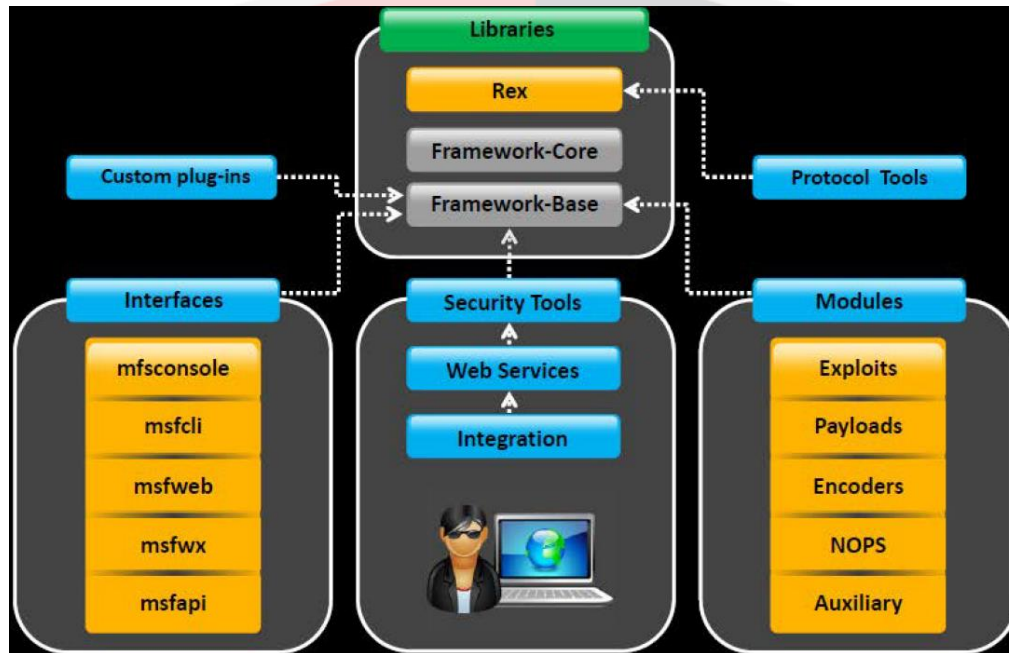 Libraries
Rex
Framework-Core
Framework-Base
Custom plug-ins
Protocol Tools
Interfaces
mfsconsole
msfcli
msfweb
msfwx
msfapi
Security Tools
Web Services
Integration
Modules
Exploits
Payloads
Encoders
NOPS
Auxiliary